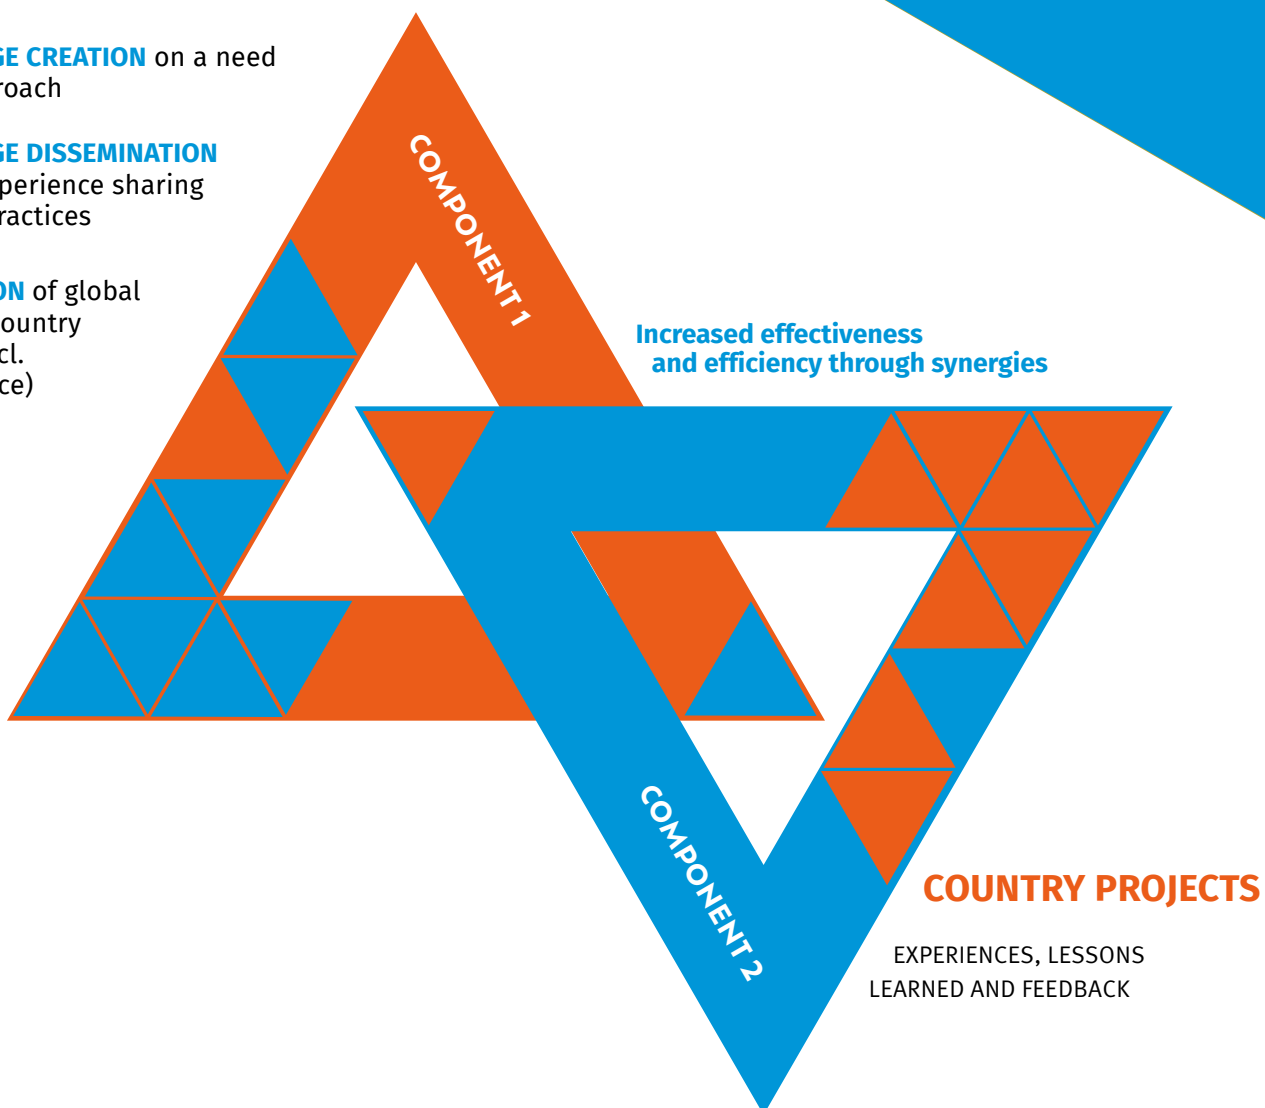 GE CREATION on a need
roach
GE DISSEMINATION
perience sharing
ractices
ON of global
ountry
cl.
ce)
COMPONENT 1
Increased effectiveness
and efficiency through synergies
COMPONENT 2
COUNTRY PROJECTS
EXPERIENCES, LESSONS
LEARNED AND FEEDBACK